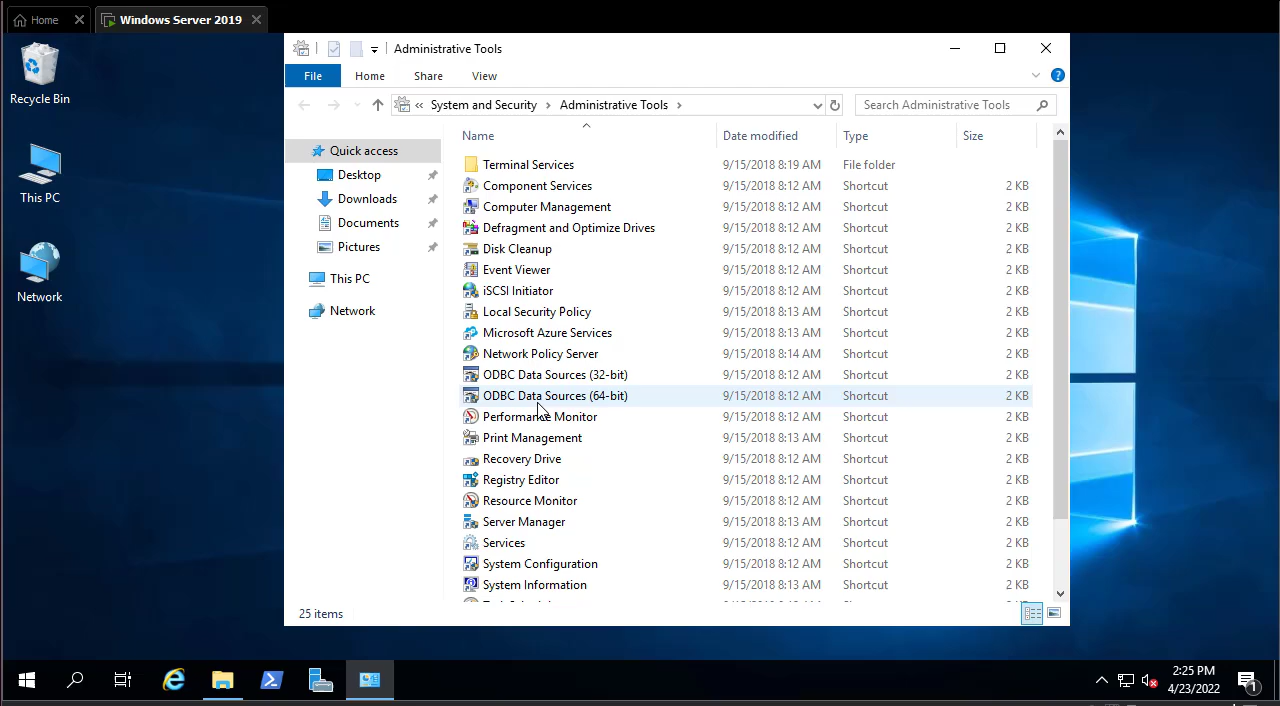 Home
Windows Server 2019
Recycle Bin
This PC
Network
Administrative Tools
File Home Share View
« System and Security > Administrative Tools >
Search Administrative Tools
Quick access
Desktop
Downloads
Documents
Pictures
This PC
Network
Name Date modified Type Size
Terminal Services 9/15/2018 8:19 AM File folder
Component Services 9/15/2018 8:12 AM Shortcut 2 KB
Computer Management 9/15/2018 8:12 AM Shortcut 2 KB
Defragment and Optimize Drives 9/15/2018 8:12 AM Shortcut 2 KB
Disk Cleanup 9/15/2018 8:12 AM Shortcut 2 KB
Event Viewer 9/15/2018 8:12 AM Shortcut 2 KB
iSCSI Initiator 9/15/2018 8:12 AM Shortcut 2 KB
Local Security Policy 9/15/2018 8:13 AM Shortcut 2 KB
Microsoft Azure Services 9/15/2018 8:13 AM Shortcut 2 KB
Network Policy Server 9/15/2018 8:14 AM Shortcut 2 KB
ODBC Data Sources (32-bit) 9/15/2018 8:12 AM Shortcut 2 KB
ODBC Data Sources (64-bit) 9/15/2018 8:12 AM Shortcut 2 KB
Performance Monitor 9/15/2018 8:12 AM Shortcut 2 KB
Print Management 9/15/2018 8:13 AM Shortcut 2 KB
Recovery Drive 9/15/2018 8:12 AM Shortcut 2 KB
Registry Editor 9/15/2018 8:12 AM Shortcut 2 KB
Resource Monitor 9/15/2018 8:12 AM Shortcut 2 KB
Server Manager 9/15/2018 8:13 AM Shortcut 2 KB
Services 9/15/2018 8:12 AM Shortcut 2 KB
System Configuration 9/15/2018 8:12 AM Shortcut 2 KB
System Information 9/15/2018 8:13 AM Shortcut 2 KB
25 items
2:25 PM
4/23/2022
1